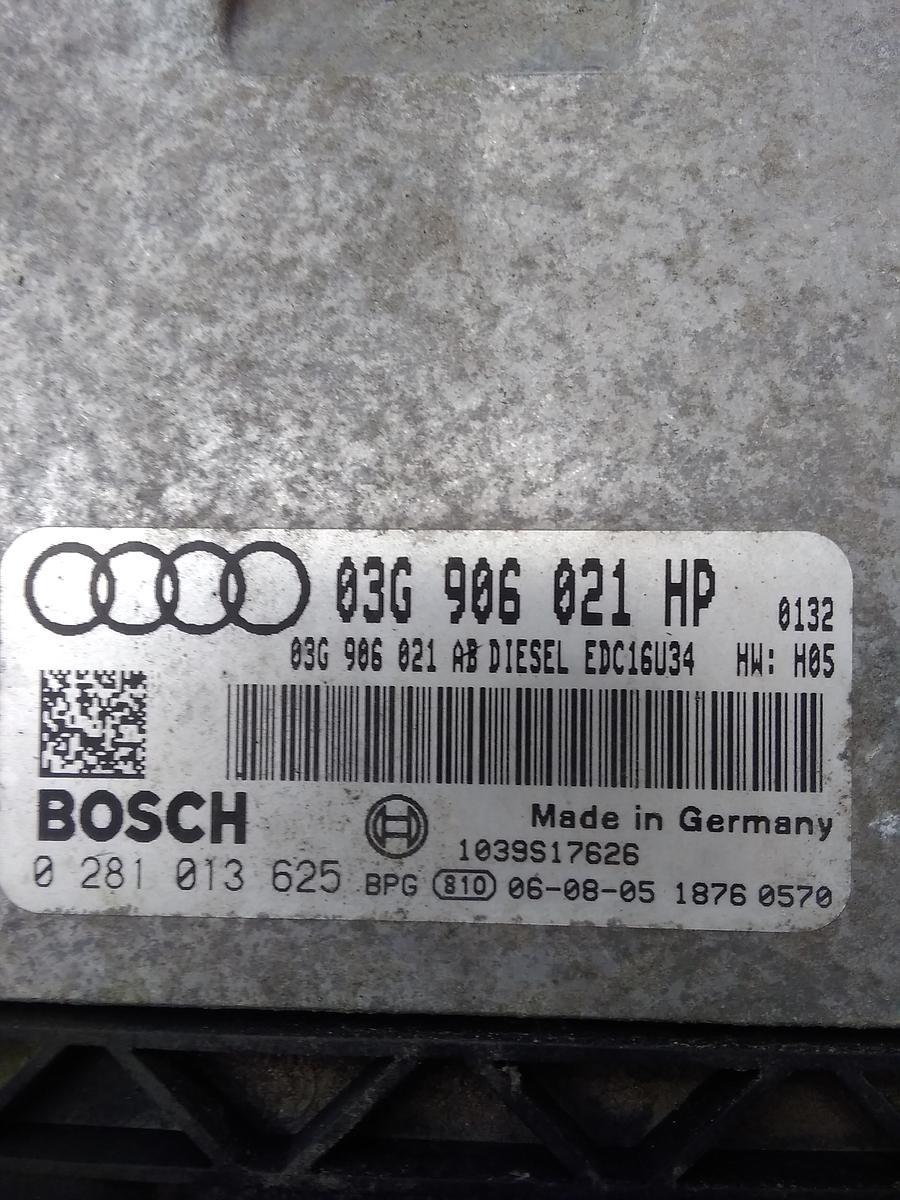 03G 906 021 HP 0132
03G 906 021 AB DIESEL EDC16U34 HW: H05
BOSCH
Made in Germany
1039S17626
0 281 013 625 BPG 810 06-08-05 1876 0570